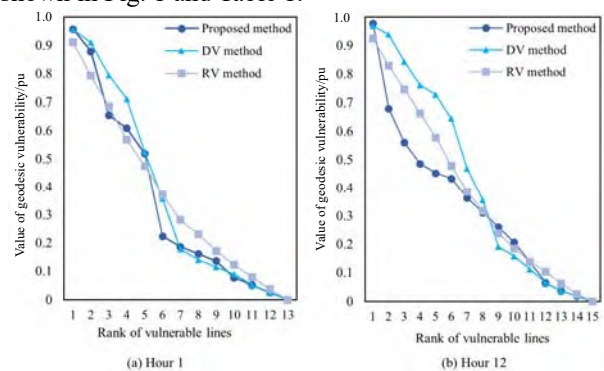 shown in Fig. 1 and Table 1.
Value of geodesic vulnerability/pu
1.0
0.9
0.8
0.7
0.6
0.5
0.4
0.3
0.2
0.1
0
Proposed method
DV method
RV method
1 2 3 4 5 6 7 8 9 10 11 12 13
Rank of vulnerable lines
(a) Hour 1
Value of geodesic vulnerability/pu
1.0
0.9
0.8
0.7
0.6
0.5
0.4
0.3
0.2
0.1
0
Proposed method
DV method
RV method
1 2 3 4 5 6 7 8 9 10 11 12 13 14 15
Rank of vulnerable lines
(b) Hour 12